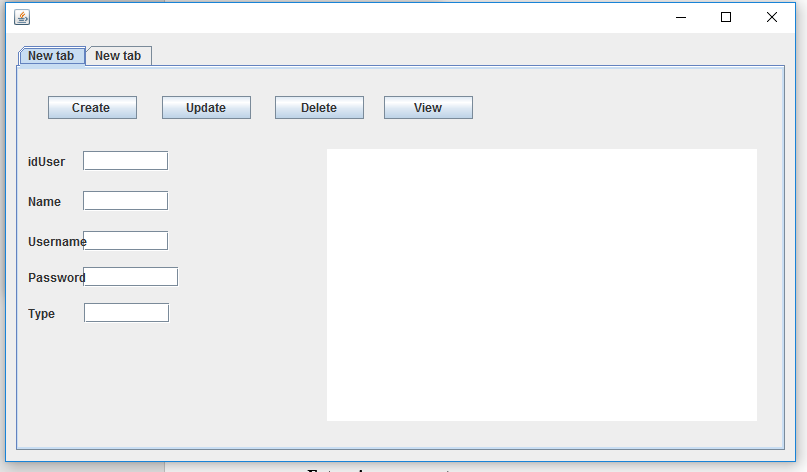 New tab New tab
Create Update Delete View
idUser
Name
Username
Password
Type